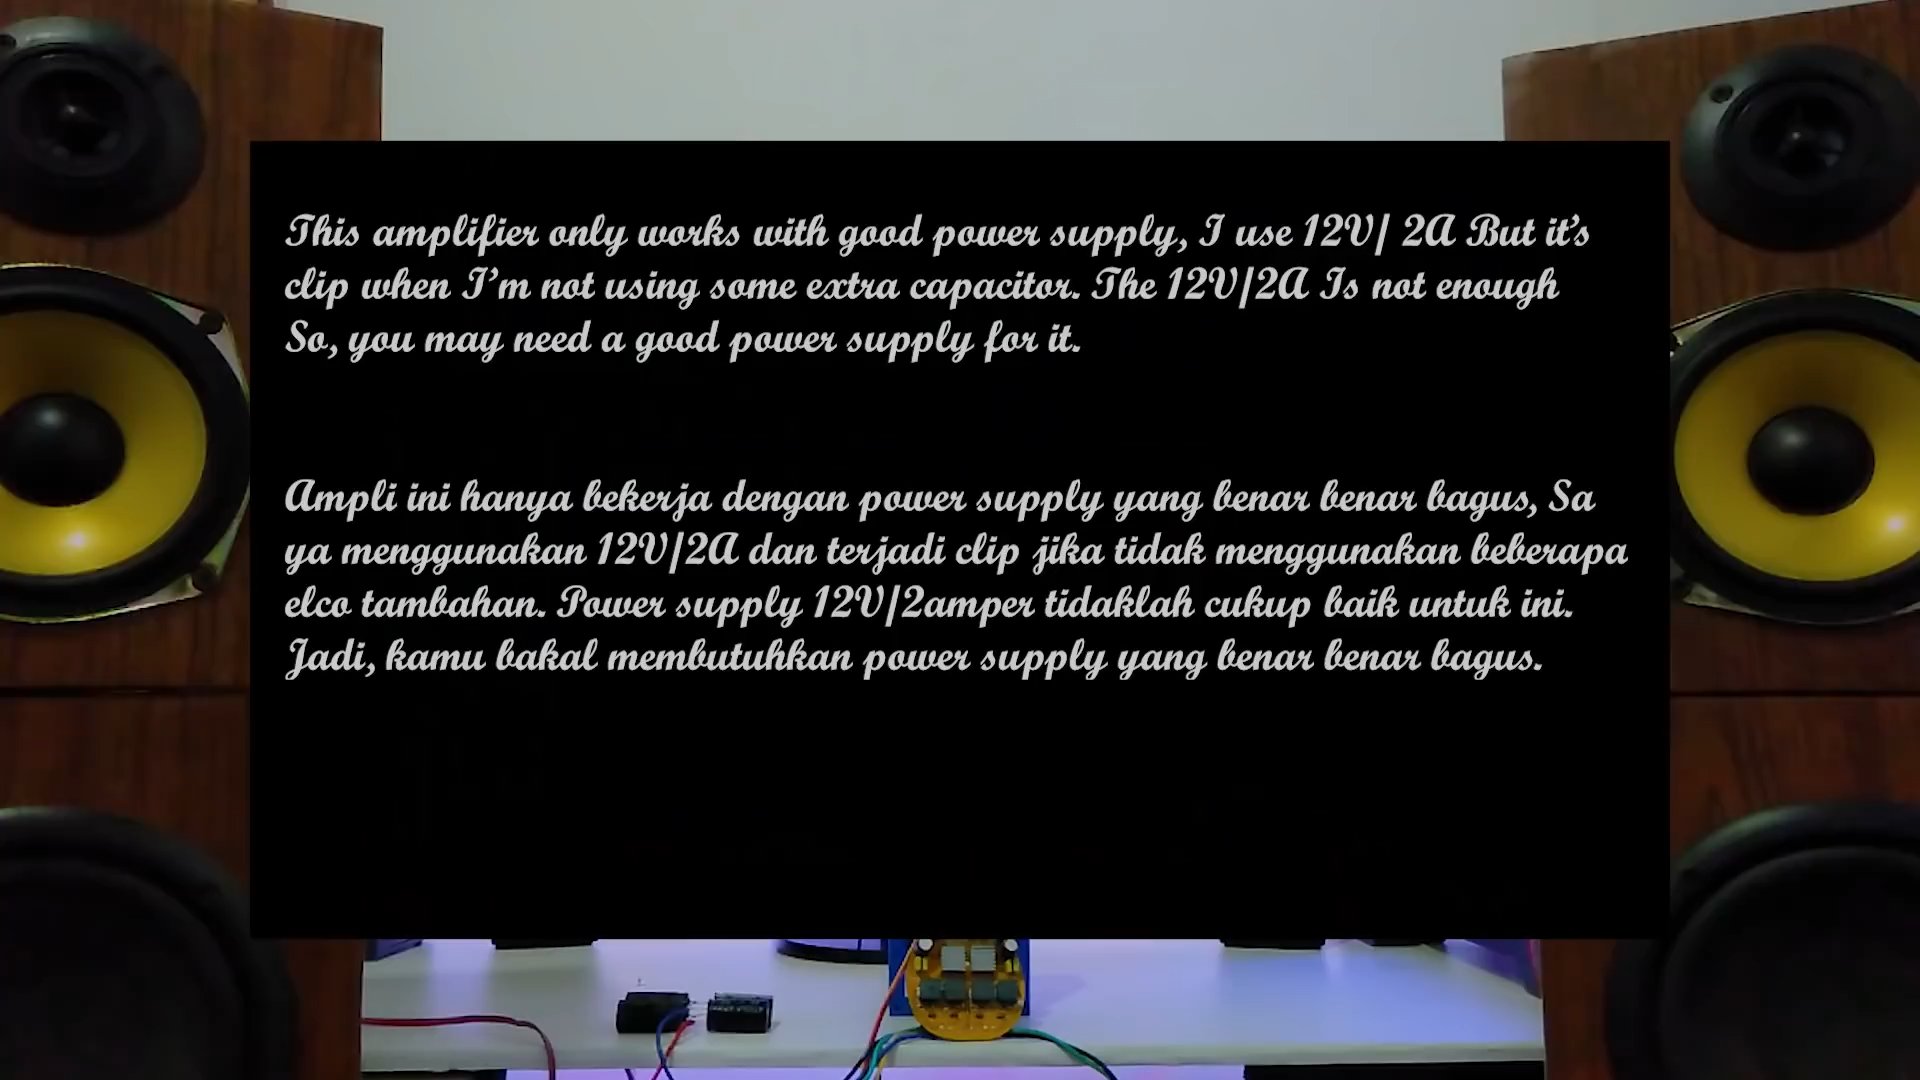 This amplifier only works with good power supply, I use 12V/ 2A But it's
clip when I'm not using some extra capacitor. The 12V/2A Is not enough
So, you may need a good power supply for it.
Ampli ini hanya bekerja dengan power supply yang benar benar bagus, Sa
ya menggunakan 12V/2A dan terjadi clip jika tidak menggunakan beberapa
elco tambahan. Power supply 12V/2amper tidaklah cukup baik untuk ini.
Jadi, kamu bakal membutuhkan power supply yang benar benar bagus.